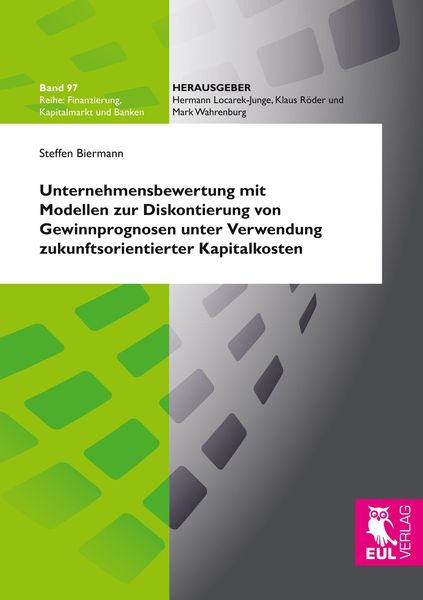 Band 97
Reihe: Finanzierung,
Kapitalmarkt und Banken
HERAUSGEBER
Hermann Locarek-Junge, Klaus Röder und
Mark Wahrenburg
Steffen Biermann
Unternehmensbewertung mit
Modellen zur Diskontierung von
Gewinnprognosen unter Verwendung
zukunftsorientierter Kapitalkosten
EUL
VERLAG